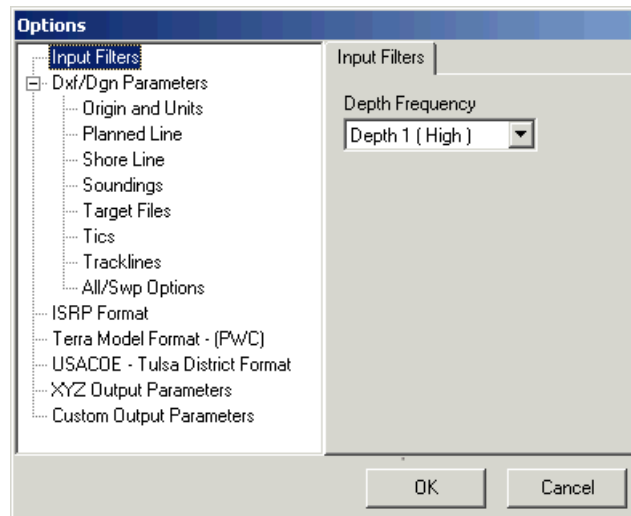 Options
Input Filters
Dxf/Dgn Parameters
Origin and Units
Planned Line
Shore Line
Soundings
Target Files
Tics
Tracklines
All/Swp Options
ISRP Format
Terra Model Format - (PWC)
USACOE - Tulsa District Format
XYZ Output Parameters
Custom Output Parameters
Input Filters
Depth Frequency
Depth 1 ( High )
OK
Cancel